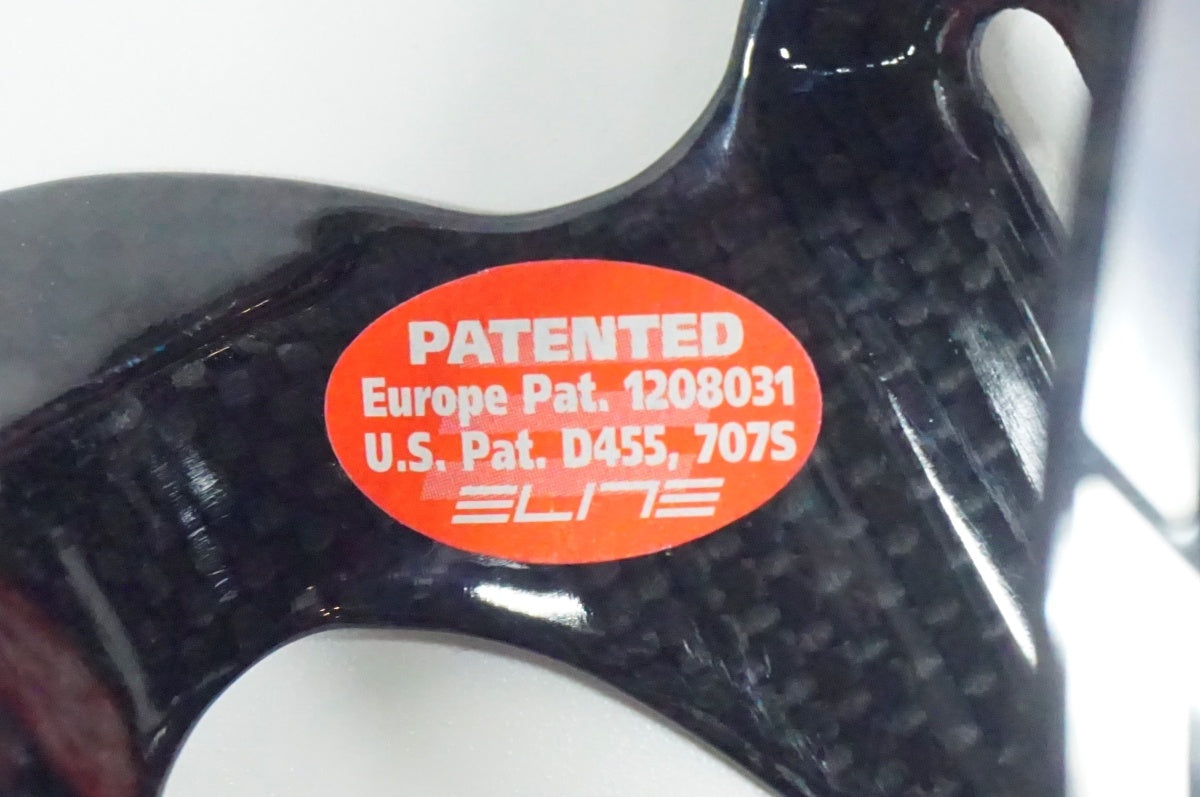 PATENTED
Europe Pat. 1208031
U.S. Pat. D455, 707S
ELITE